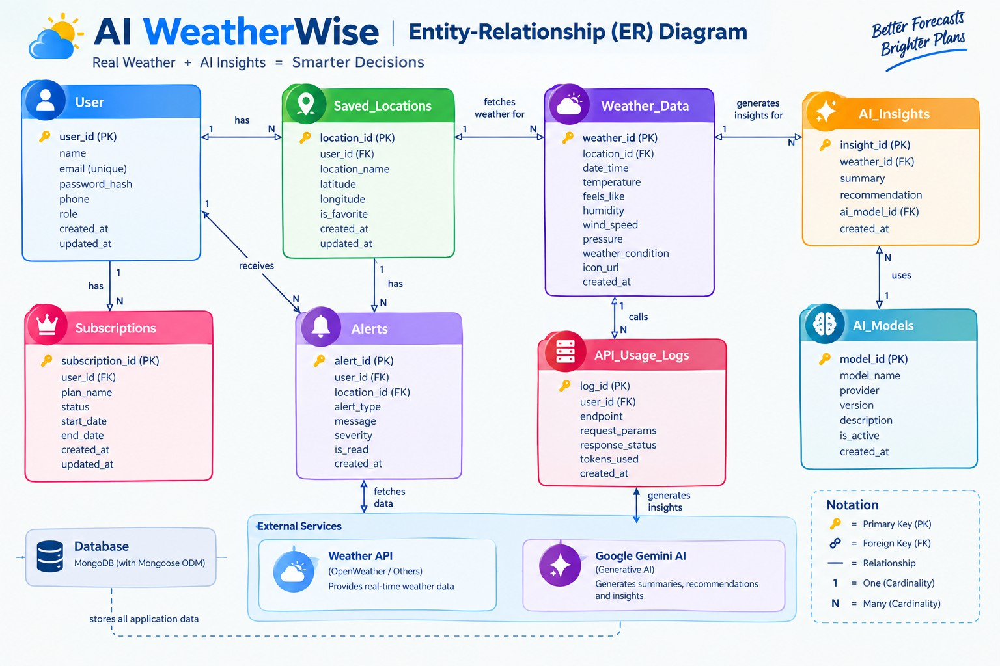 AI WeatherWise | Entity-Relationship (ER) Diagram
Real Weather + AI Insights = Smarter Decisions
Better Forecasts
Brighter Plans
User
user_id (PK)
name
email (unique)
password_hash
phone
role
created_at
updated_at
1
has
N
Saved_Locations
location_id (PK)
user_id (FK)
location_name
latitude
longitude
is_favorite
created_at
updated_at
fetches
weather for
1
N
Weather_Data
weather_id (PK)
location_id (FK)
date_time
temperature
feels_like
humidity
wind_speed
pressure
weather_condition
icon_url
created_at
generates
insights for
1
N
AI_Insights
insight_id (PK)
weather_id (FK)
summary
recommendation
ai_model_id (FK)
created_at
1
has
N
1
receives
N
1
has
N
1
calls
N
N
uses
1
Subscriptions
subscription_id (PK)
user_id (FK)
plan_name
status
start_date
end_date
created_at
updated_at
Alerts
alert_id (PK)
user_id (FK)
location_id (FK)
alert_type
message
severity
is_read
created_at
API_Usage_Logs
log_id (PK)
user_id (FK)
endpoint
request_params
response_status
tokens_used
created_at
AI_Models
model_id (PK)
model_name
provider
version
description
is_active
created_at
fetches
data
generates
insights
Database
MongoDB (with Mongoose ODM)
stores all application data
External Services
Weather API
(OpenWeather / Others)
Provides real-time weather data
Google Gemini AI
(Generative AI)
Generates summaries, recommendations
and insights
Notation
= Primary Key (PK)
= Foreign Key (FK)
= Relationship
1 = One (Cardinality)
N = Many (Cardinality)